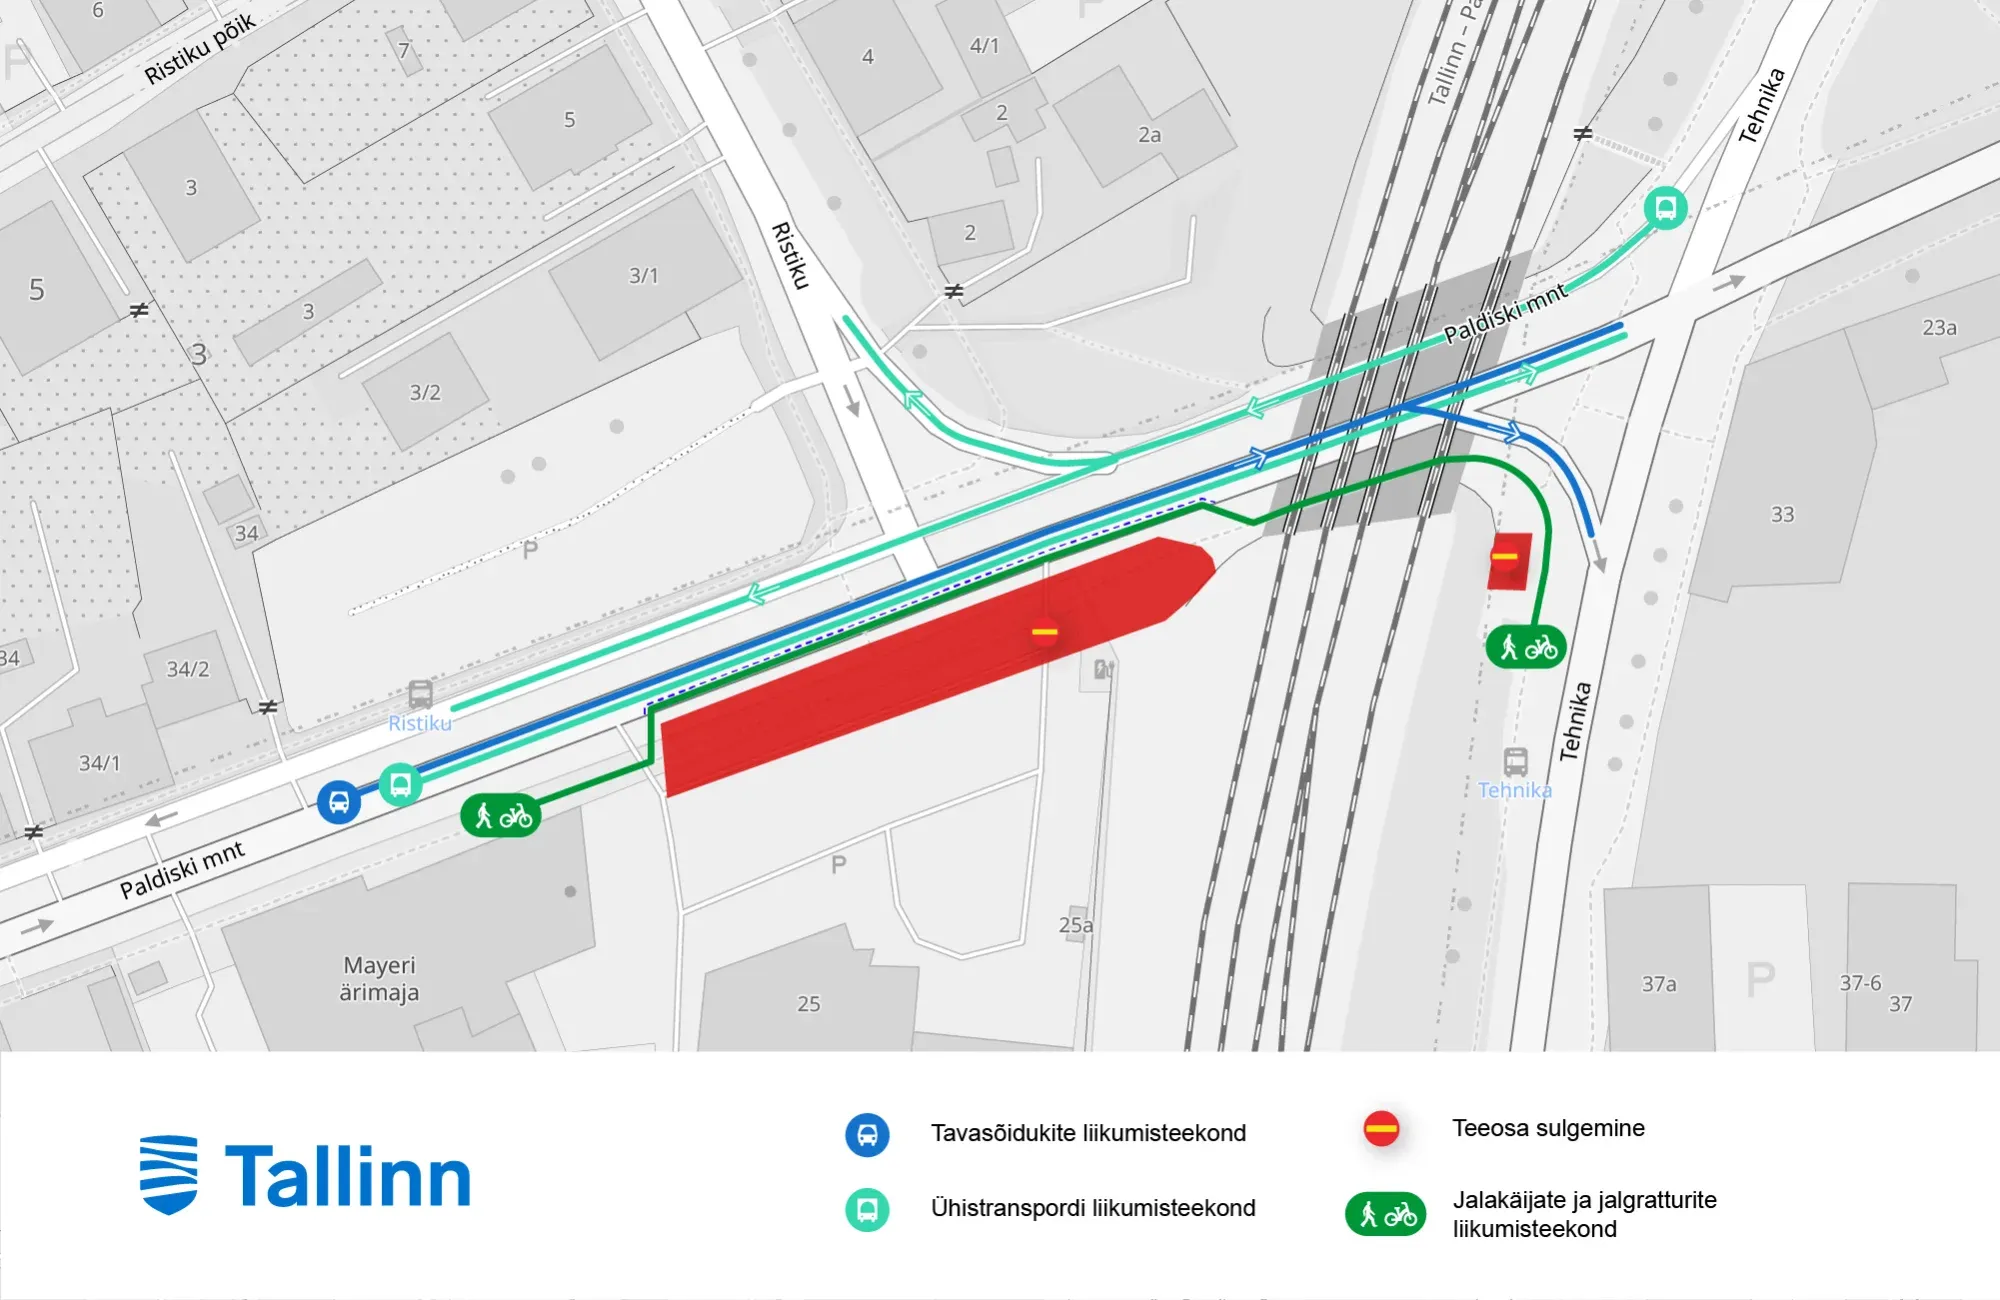 6
Ristiku põik
7
4
4/1
P
Tallinn – Pa
P
5
2
2a
Tehnika
3
Ristiku
2
3/1
5
3
3
Paldiski mnt
23a
3/2
34
P
33
34
34/2
Ristiku
34/1
Tehnika
Tehnika
Paldiski mnt
P
25a
Mayeri
ärimaja
25
37a
P
37-6
37
Tallinn
Tavasõidukite liikumisteekond
Ühistranspordi liikumisteekond
Teeosa sulgemine
Jalakäijate ja jalgratturite
liikumisteekond